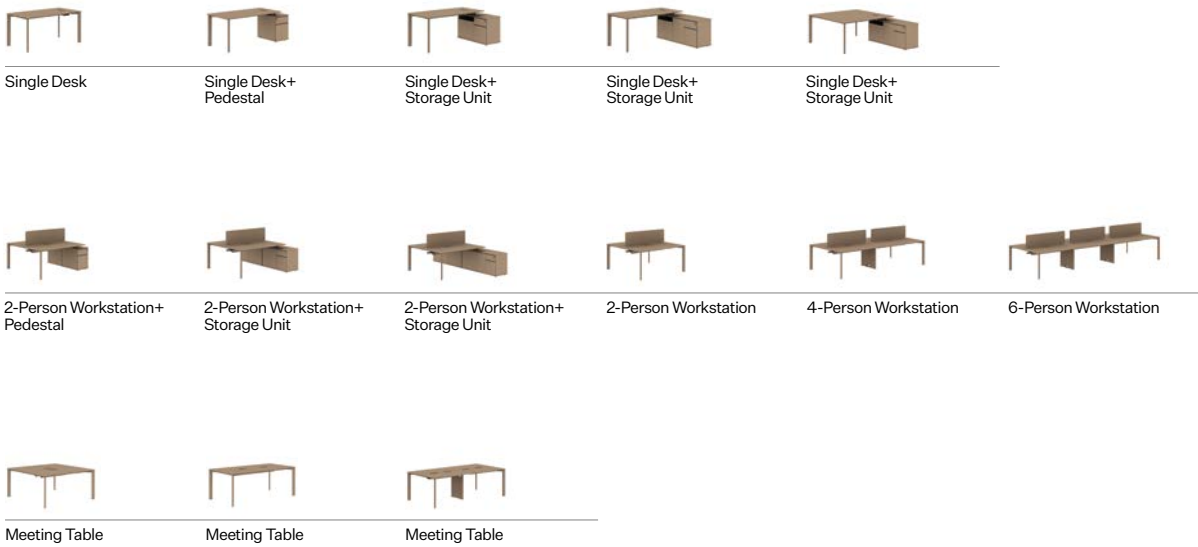 Single Desk
Single Desk+
Pedestal
Single Desk+
Storage Unit
Single Desk+
Storage Unit
Single Desk+
Storage Unit
2-Person Workstation+
Pedestal
2-Person Workstation+
Storage Unit
2-Person Workstation+
Storage Unit
2-Person Workstation
4-Person Workstation
6-Person Workstation
Meeting Table
Meeting Table
Meeting Table